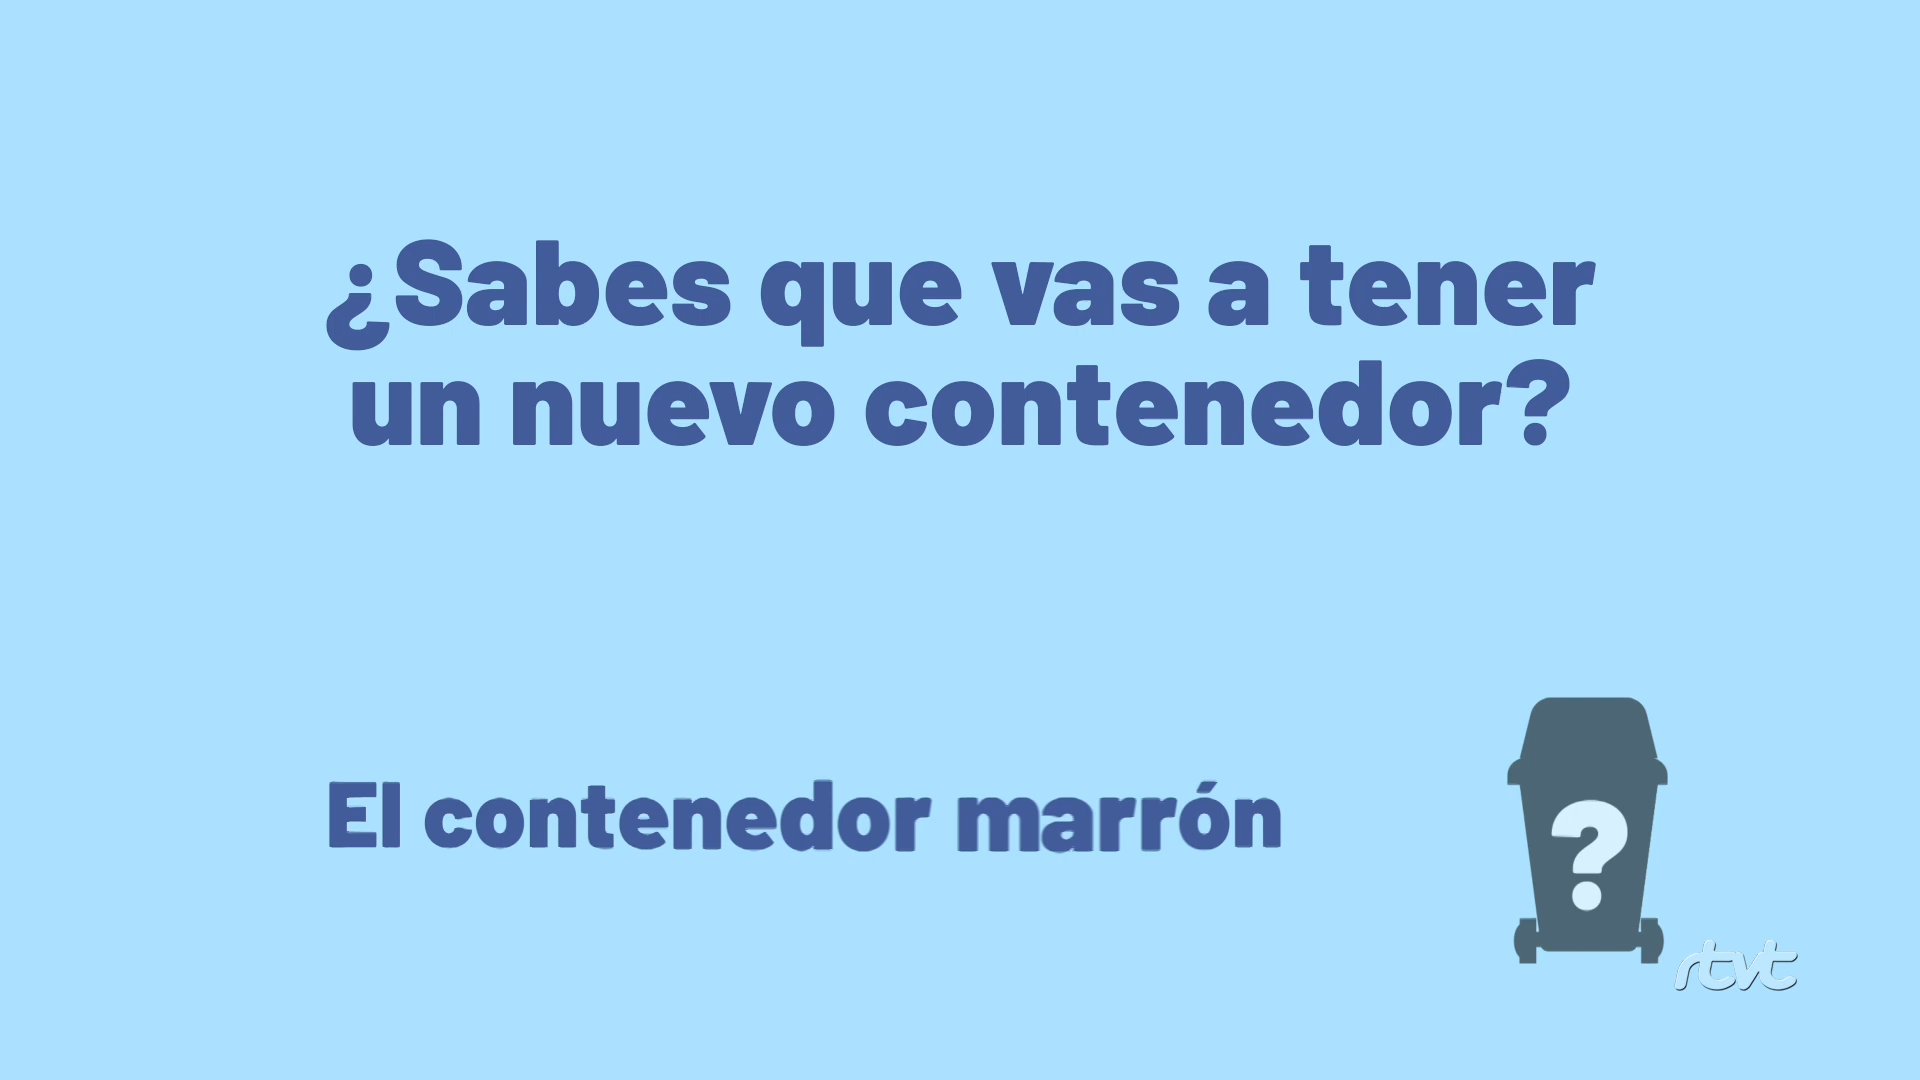 ¿Sabes que vas a tener
un nuevo contenedor?
El contenedor marrón
?
rtvt